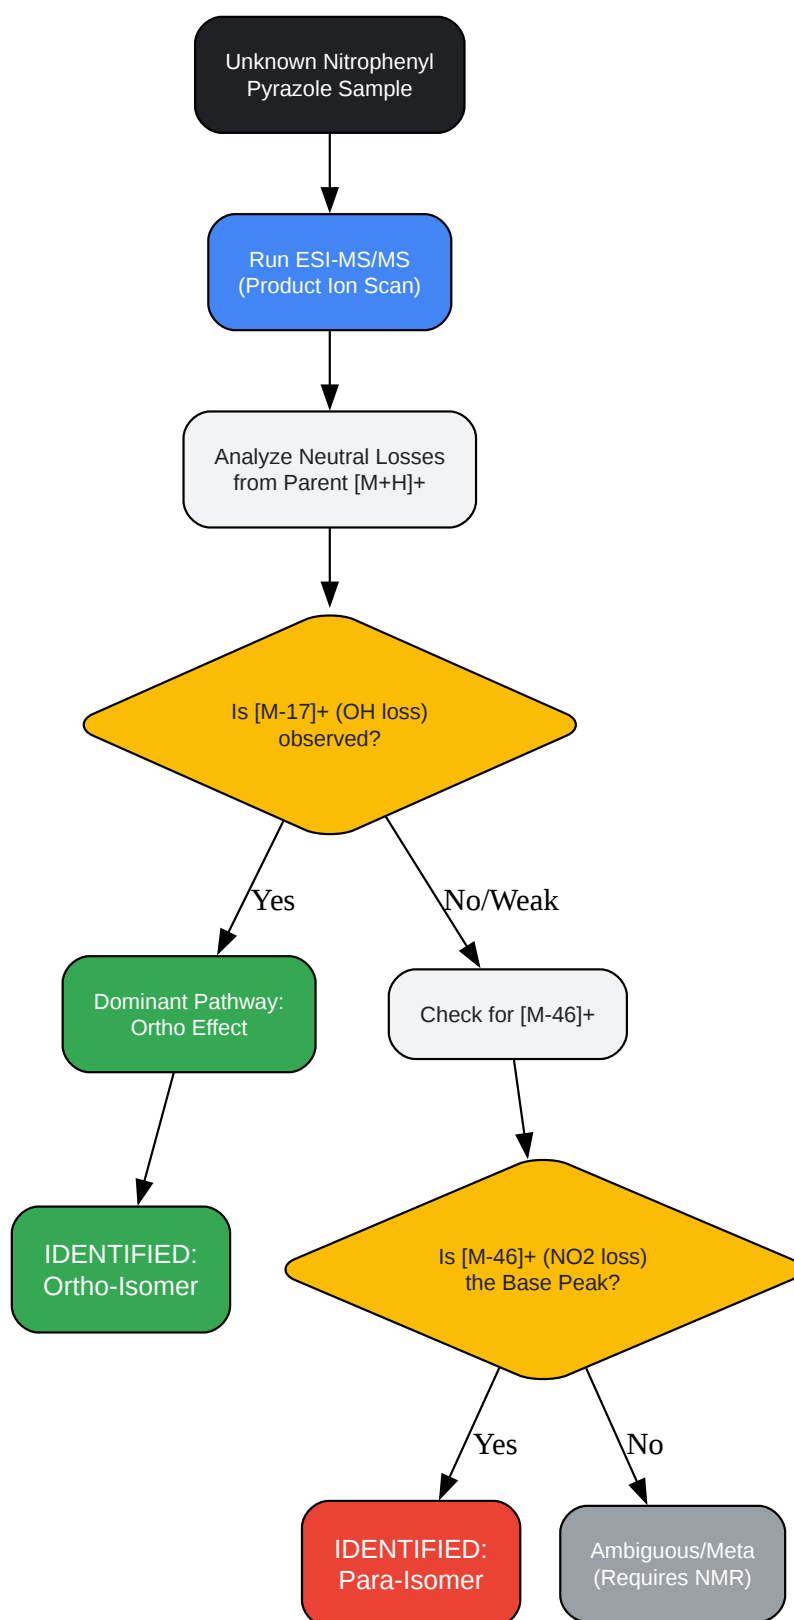 Unknown Nitrophenyl
Pyrazole Sample
Run ESI-MS/MS
(Product Ion Scan)
Analyze Neutral Losses
from Parent [M+H]+
Is [M-17]+ (OH loss)
observed?
Yes
No/Weak
Dominant Pathway:
Ortho Effect
Check for [M-46]+
IDENTIFIED:
Ortho-Isomer
Is [M-46]+ (NO2 loss)
the Base Peak?
Yes
No
IDENTIFIED:
Para-Isomer
Ambiguous/Meta
(Requires NMR)